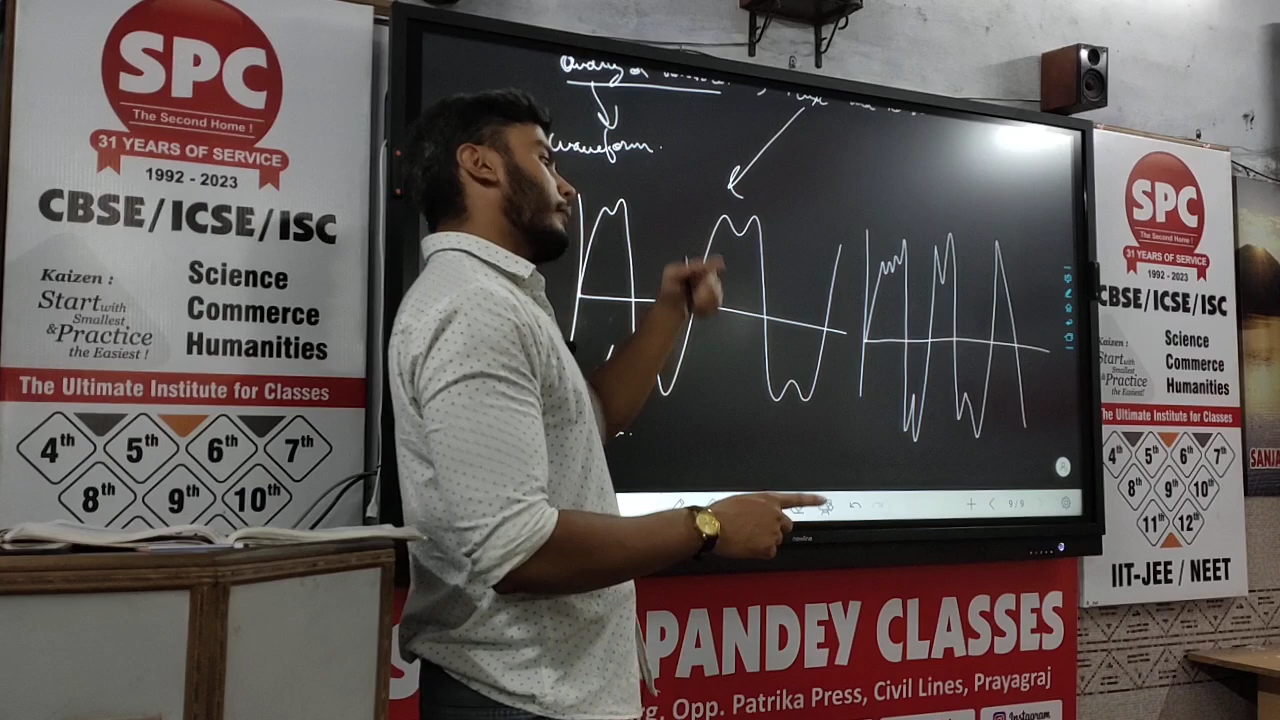 SPC
The Second Home !
31 YEARS OF SERVICE
1992 - 2023
CBSE/ICSE/ISC
Kaizen :
Start with
Smallest
& Practice
the Easiest !
Science
Commerce
Humanities
The Ultimate Institute for Classes
4th 5th 6th 7th
8th 9th 10th
waveform.
9/9
PANDEY CLASSES
Opp. Patrika Press, Civil Lines, Prayagraj
Instagram
SPC
The Second Home !
31 YEARS OF SERVICE
1992 - 2023
CBSE/ICSE/ISC
Start with
Smallest
& Practice
the Easiest!
Science
Commerce
Humanities
The Ultimate Institute for Classes
4th 5th 6th 7th
8th 9th 10th
11th 12th
IIT-JEE / NEET